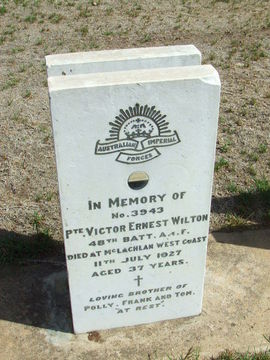 AUSTRALIAN IMPERIAL
FORCES
IN MEMORY OF
No. 3943
PTE VICTOR ERNEST WILTON
48TH BATT. A.I.F.
DIED AT McLACHLAN WEST COAST
11TH JULY 1927
AGED 37 YEARS.
LOVING BROTHER OF
POLLY, FRANK AND TOM.
"AT REST."